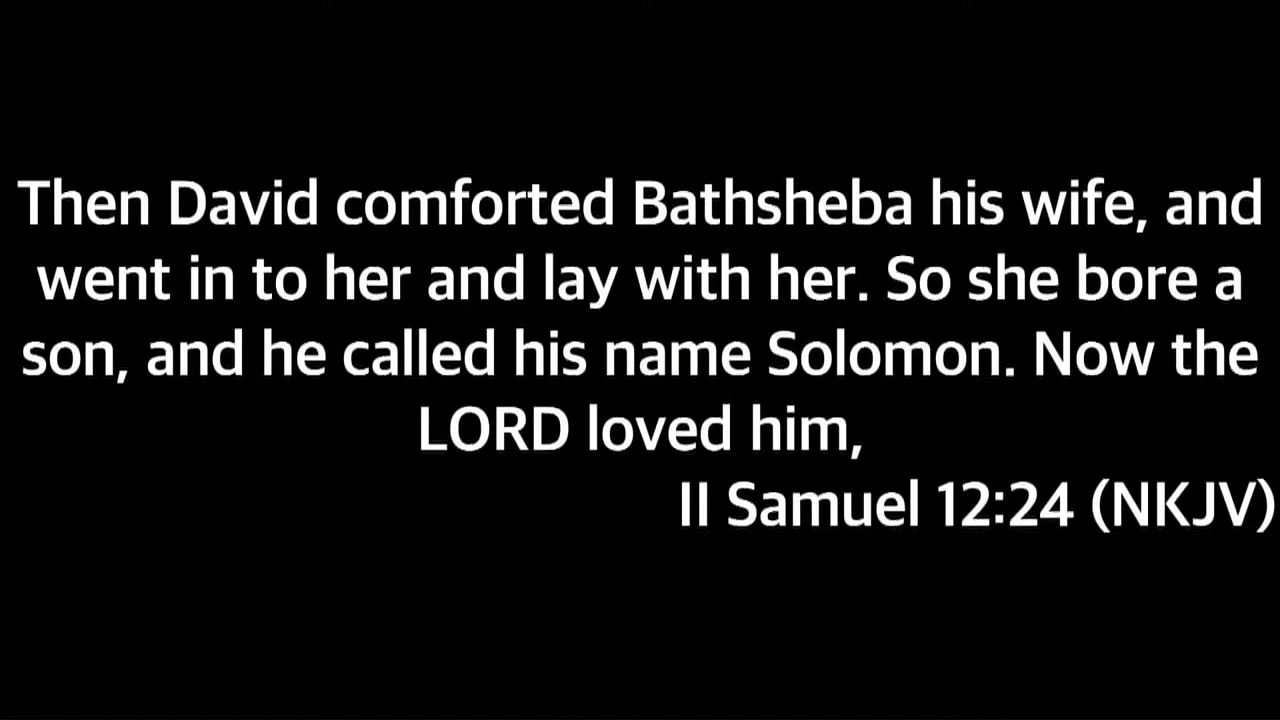 Then David comforted Bathsheba his wife, and
went in to her and lay with her. So she bore a
son, and he called his name Solomon. Now the
LORD loved him,
II Samuel 12:24 (NKJV)